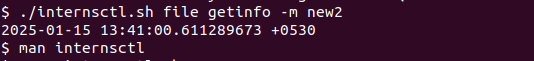 $ ./internsctl.sh file getinfo -m new2
2025-01-15 13:41:00.611289673 +0530
$ man internsctl